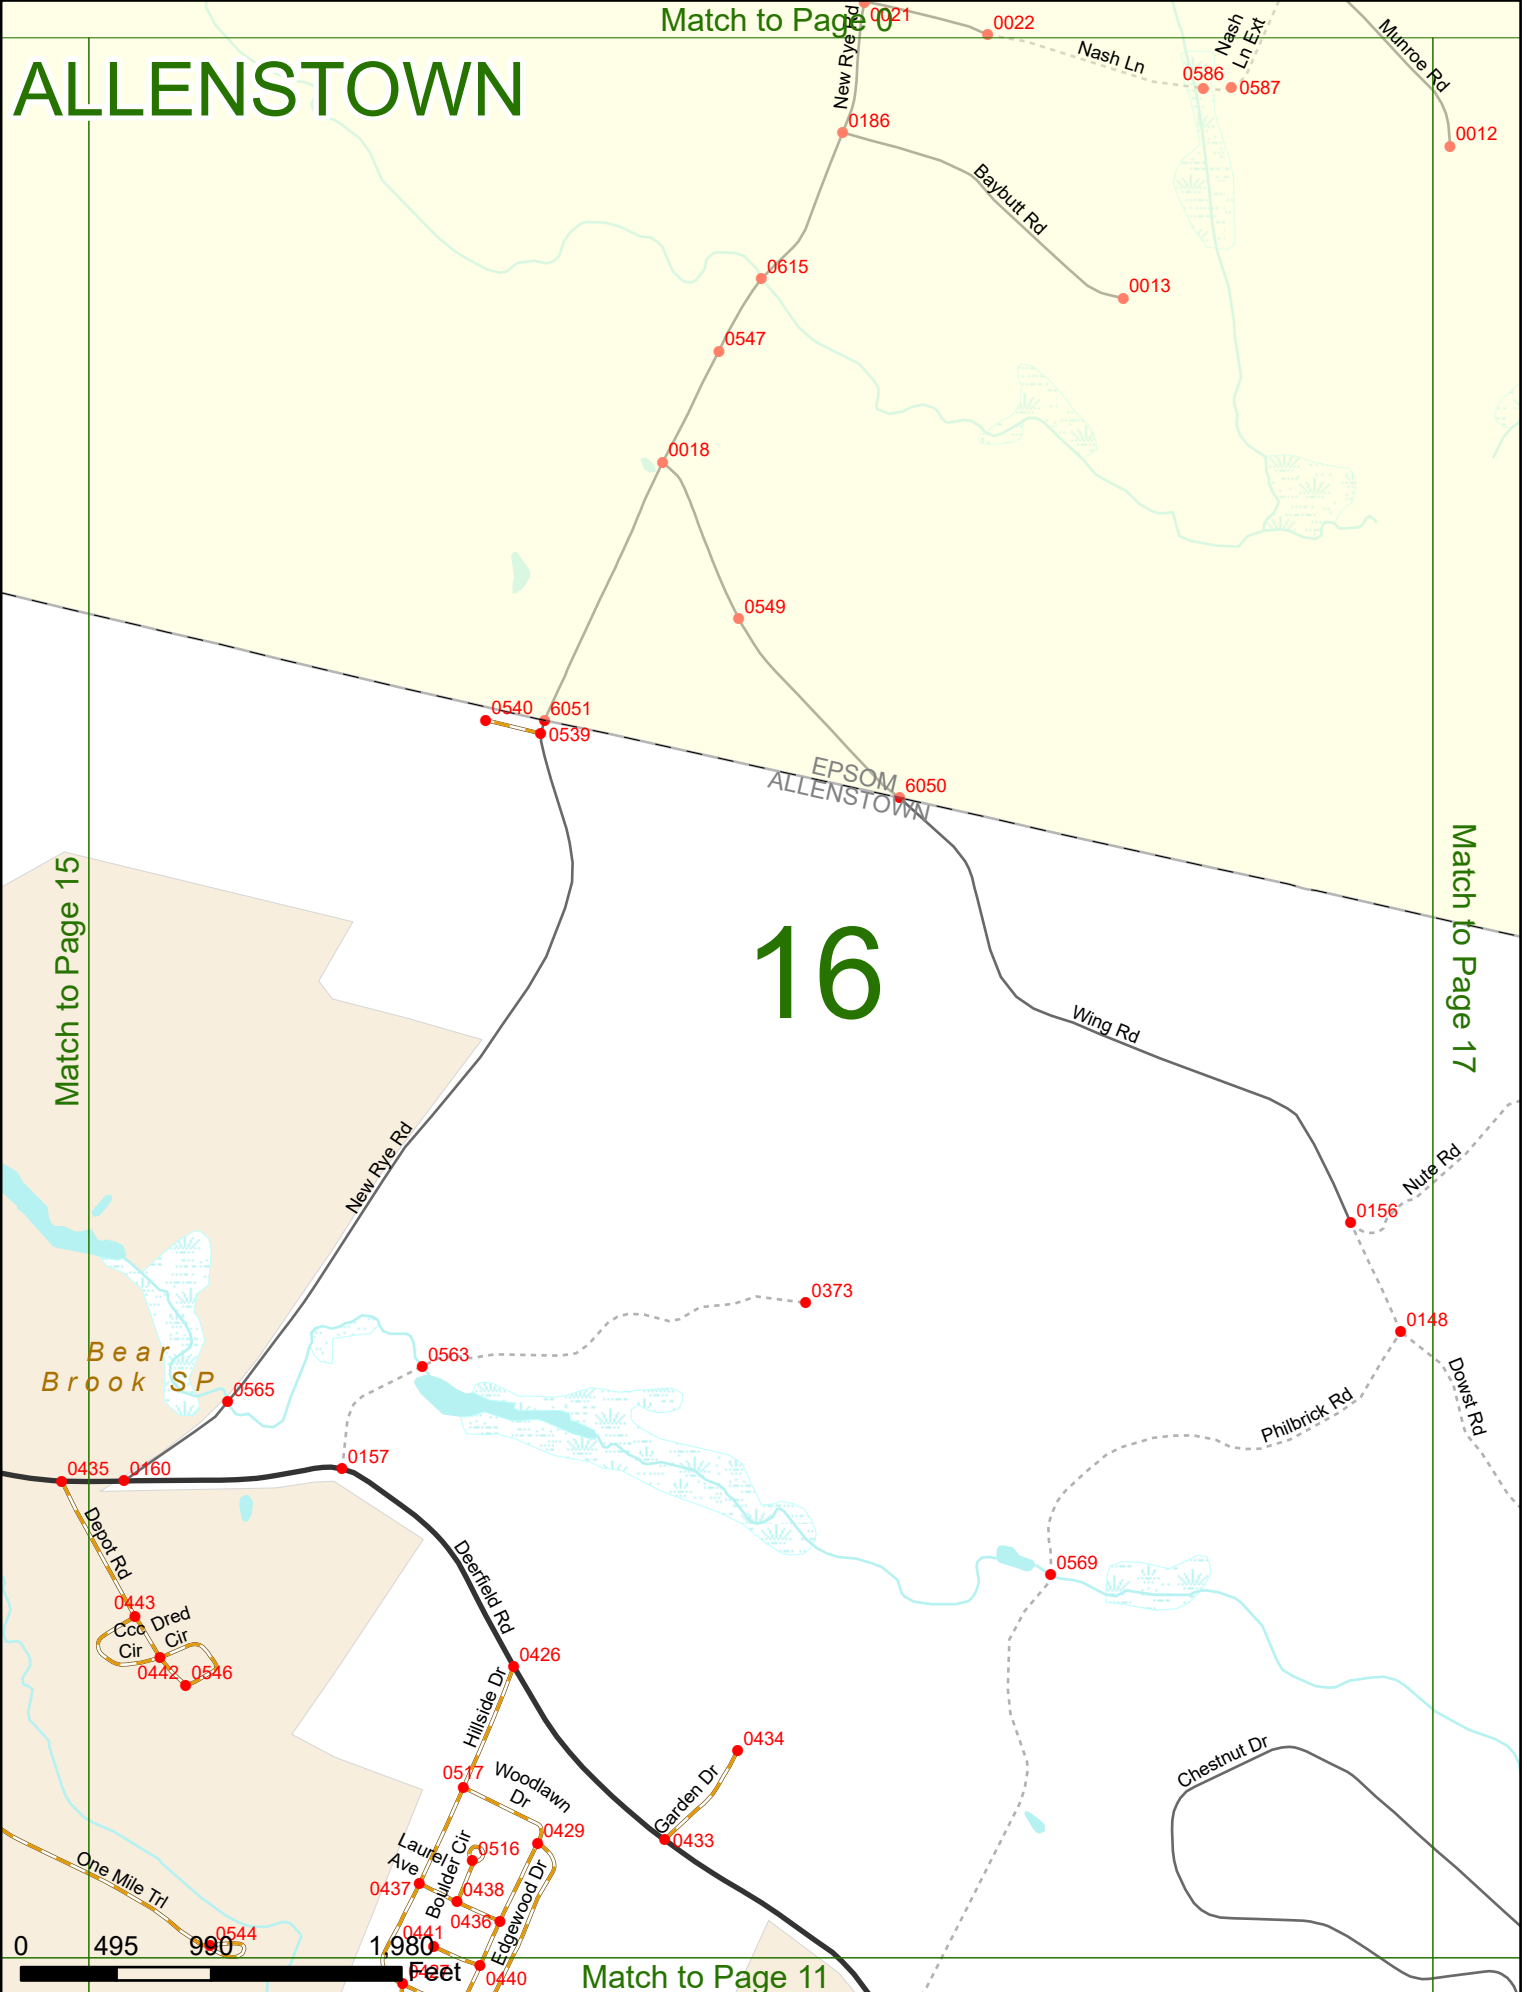 Match to Page 0
ALLENSTOWN
0021
0022
New Rye Rd
Nash Ln
Nash
Ln Ext
Munroe Rd
0586
0587
0186
0012
Baybutt Rd
0615
0013
0547
0018
0549
0540
6051
0539
EPSOM
ALLENSTOWN
6050
Match to Page 15
16
Match to Page 17
Wing Rd
New Rye Rd
Nute Rd
0156
0373
0148
Bear
Brook SP
0563
0565
Dowst Rd
Philbrick Rd
0435
0160
0157
Depot Rd
Deerfield Rd
0569
0443
Ccc
Cir
Dred
Cir
0442
0546
0426
Hillside Dr
0434
Garden Dr
Chestnut Dr
0517
Woodlawn
Dr
0429
0433
Laurel
Ave
Boulder Cir
0516
One Mile Trl
0437
0438
0436
Edgewood Dr
0544
0441
0440
0427
0 495 990 1,980
Feet
Match to Page 11